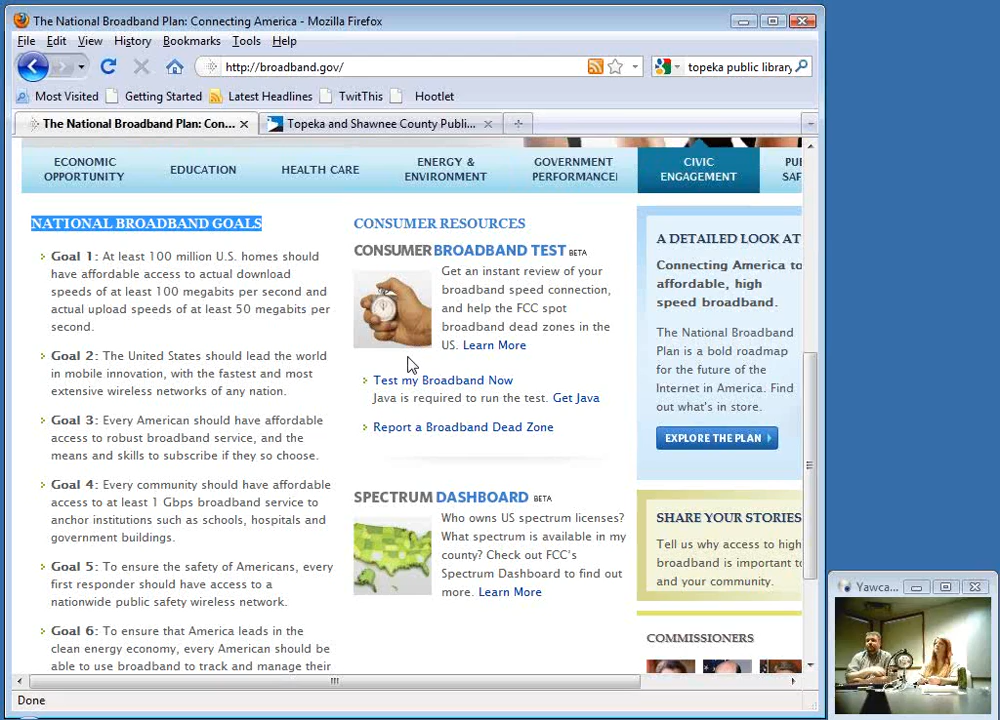 The National Broadband Plan: Connecting America - Mozilla Firefox
File Edit View History Bookmarks Tools Help
http://broadband.gov/
topeka public library
Most Visited Getting Started Latest Headlines TwitThis Hootlet
The National Broadband Plan: Con...
Topeka and Shawnee County Publi...
ECONOMIC
OPPORTUNITY
EDUCATION
HEALTH CARE
ENERGY &
ENVIRONMENT
GOVERNMENT
PERFORMANCE
CIVIC
ENGAGEMENT
NATIONAL BROADBAND GOALS
Goal 1: At least 100 million U.S. homes should
have affordable access to actual download
speeds of at least 100 megabits per second and
actual upload speeds of at least 50 megabits per
second.
Goal 2: The United States should lead the world
in mobile innovation, with the fastest and most
extensive wireless networks of any nation.
Goal 3: Every American should have affordable
access to robust broadband service, and the
means and skills to subscribe if they so choose.
Goal 4: Every community should have affordable
access to at least 1 Gbps broadband service to
anchor institutions such as schools, hospitals and
government buildings.
Goal 5: To ensure the safety of Americans, every
first responder should have access to a
nationwide public safety wireless network.
Goal 6: To ensure that America leads in the
clean energy economy, every American should be
able to use broadband to track and manage their
CONSUMER RESOURCES
CONSUMER BROADBAND TEST BETA
Get an instant review of your
broadband speed connection,
and help the FCC spot
broadband dead zones in the
US. Learn More
Test my Broadband Now
Java is required to run the test. Get Java
Report a Broadband Dead Zone
SPECTRUM DASHBOARD BETA
Who owns US spectrum licenses?
What spectrum is available in my
county? Check out FCC's
Spectrum Dashboard to find out
more. Learn More
A DETAILED LOOK AT
Connecting America to
affordable, high
speed broadband.
The National Broadband
Plan is a bold roadmap
for the future of the
Internet in America. Find
out what's in store.
EXPLORE THE PLAN
SHARE YOUR STORIES
Tell us why access to high
broadband is important to
and your community.
COMMISSIONERS
Done
Yawca...